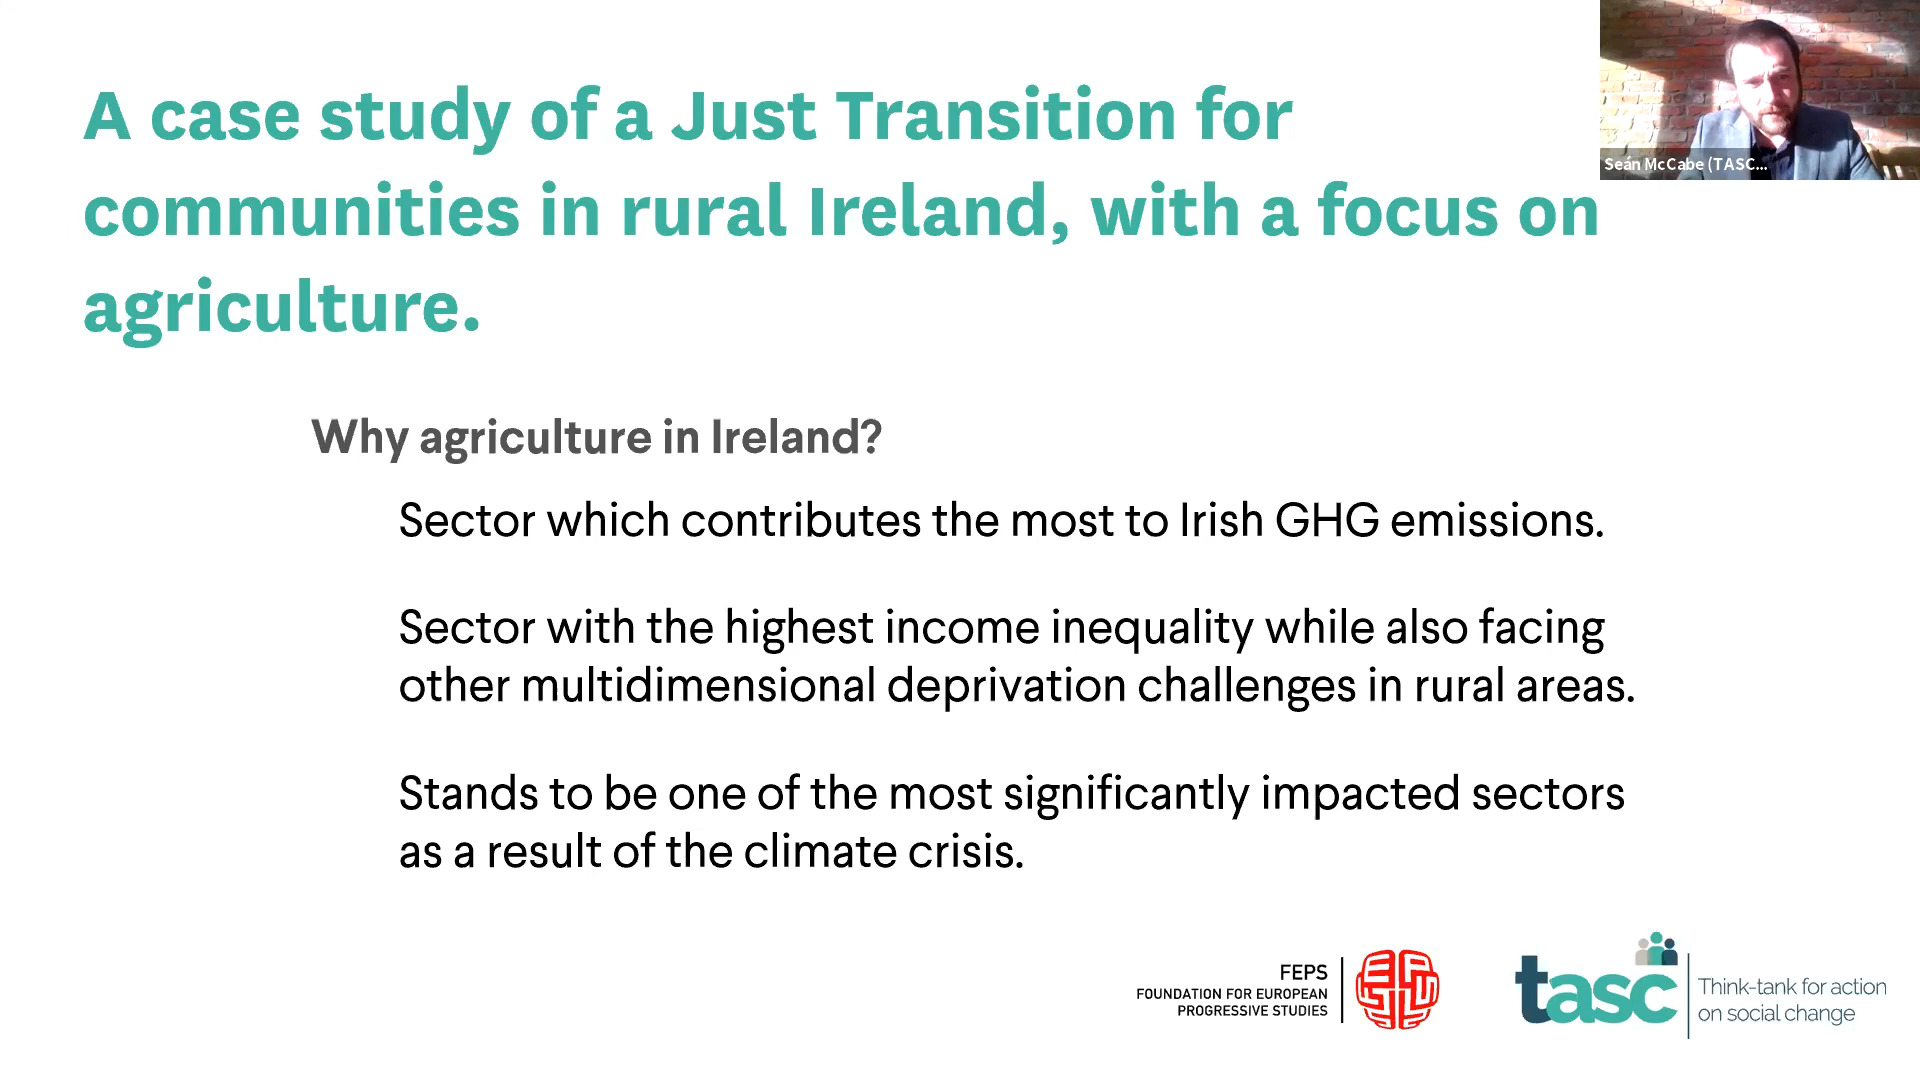 A case study of a Just Transition for
communities in rural Ireland, with a focus on
agriculture.
Seán McCabe (TASC...
Why agriculture in Ireland?
Sector which contributes the most to Irish GHG emissions.
Sector with the highest income inequality while also facing
other multidimensional deprivation challenges in rural areas.
Stands to be one of the most significantly impacted sectors
as a result of the climate crisis.
FEPS
FOUNDATION FOR EUROPEAN
PROGRESSIVE STUDIES
tasc
Think-tank for action
on social change